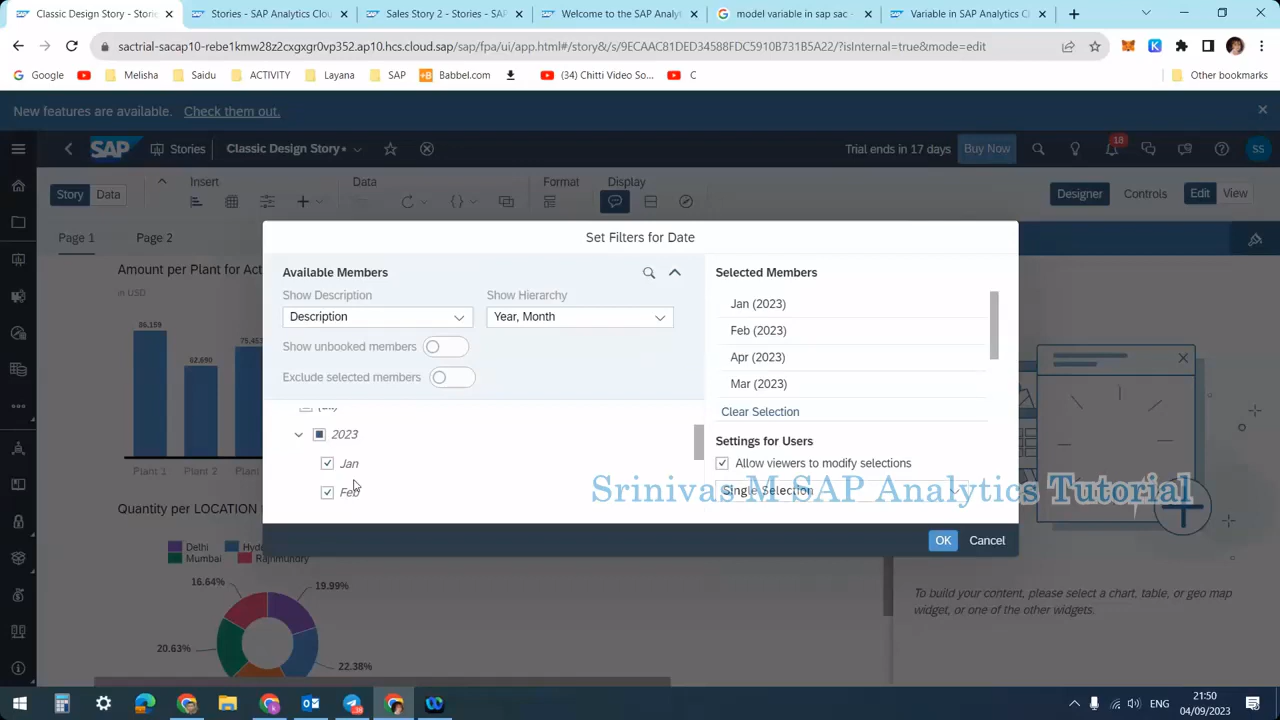 Classic Design Story - Storie
Stories - SAP Analytics Clou
Sales Story 2 - Stories - SAP
Welcome to the SAP Analyt
model variable in sap sac -
Variable in SAP Analytics C
sactrial-sacap10-rebe1kmw28z2cxgxgr0vp352.ap10.hcs.cloud.sap/sap/fpa/ui/app.html#/story&/s/9ECAAC81DED34588FDC5910B731B5A22/?isInternal=true&mode=edit
Google
Melisha
Saidu
ACTIVITY
Layana
SAP
Babbel.com
(34) Chitti Video So...
C
Other bookmarks
New features are available. Check them out.
SAP
Stories
Classic Design Story*
Trial ends in 17 days
Buy Now
18
SS
Story
Data
Insert
Data
Format
Display
Designer
Controls
Edit
View
Page 1
Page 2
Set Filters for Date
Amount per Plant for Act
in USD
86,159
82,690
75,453
Plant 1
Plant 2
Plant
Available Members
Show Description
Show Hierarchy
Description
Year, Month
Show unbooked members
Exclude selected members
(all)
2023
Jan
Feb
Selected Members
Jan (2023)
Feb (2023)
Apr (2023)
Mar (2023)
Clear Selection
Settings for Users
Allow viewers to modify selections
Single Selection
Srinivas M SAP Analytics Tutorial
OK
Cancel
Quantity per LOCATION
Delhi
Hyde
Mumbai
Rajnmundry
16.64%
19.99%
20.63%
22.38%
To build your content, please select a chart, table, or geo map
widget, or one of the other widgets.
ENG
21:50
04/09/2023